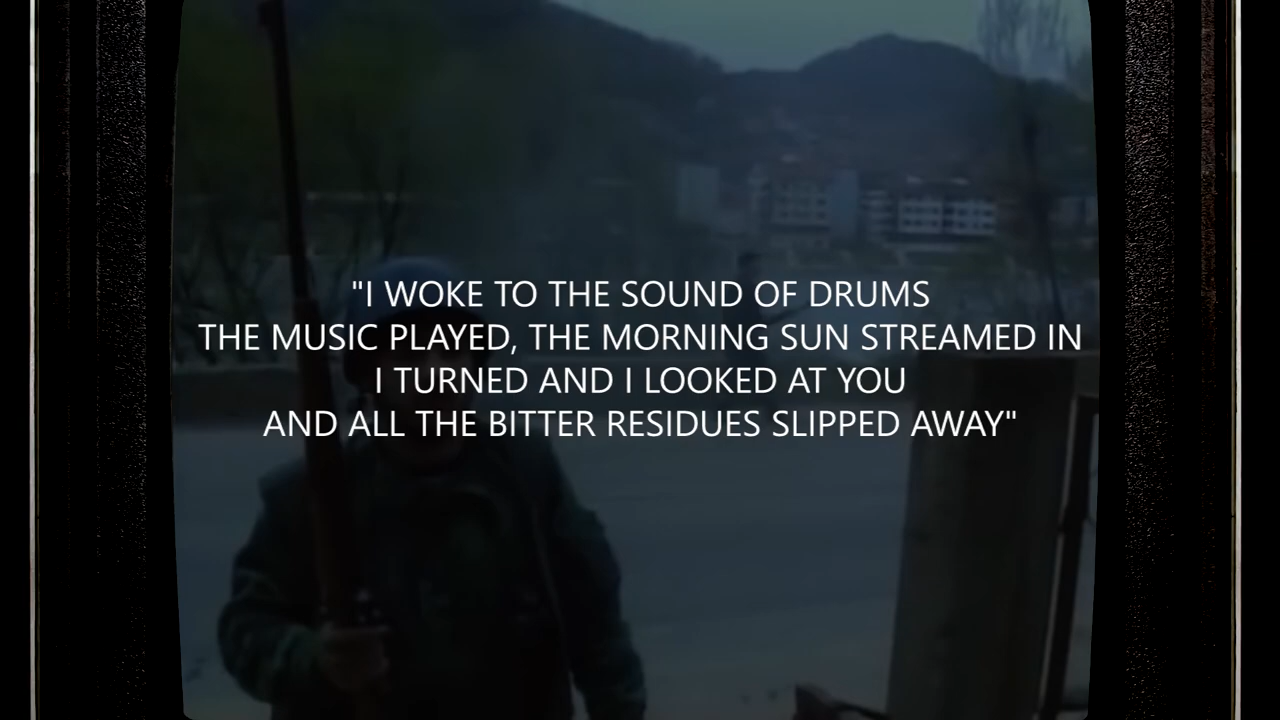 "I WOKE TO THE SOUND OF DRUMS
THE MUSIC PLAYED, THE MORNING SUN STREAMED IN
I TURNED AND I LOOKED AT YOU
AND ALL THE BITTER RESIDUES SLIPPED AWAY"